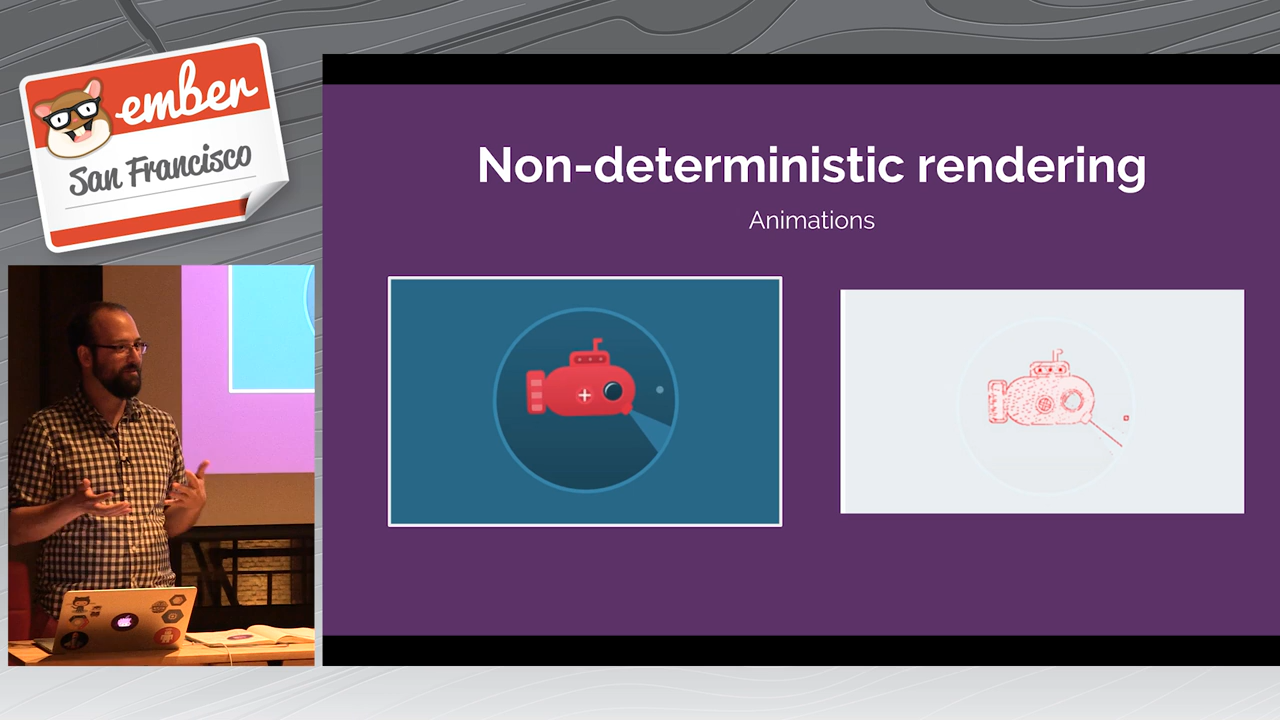 ember
San Francisco
Non-deterministic rendering
Animations